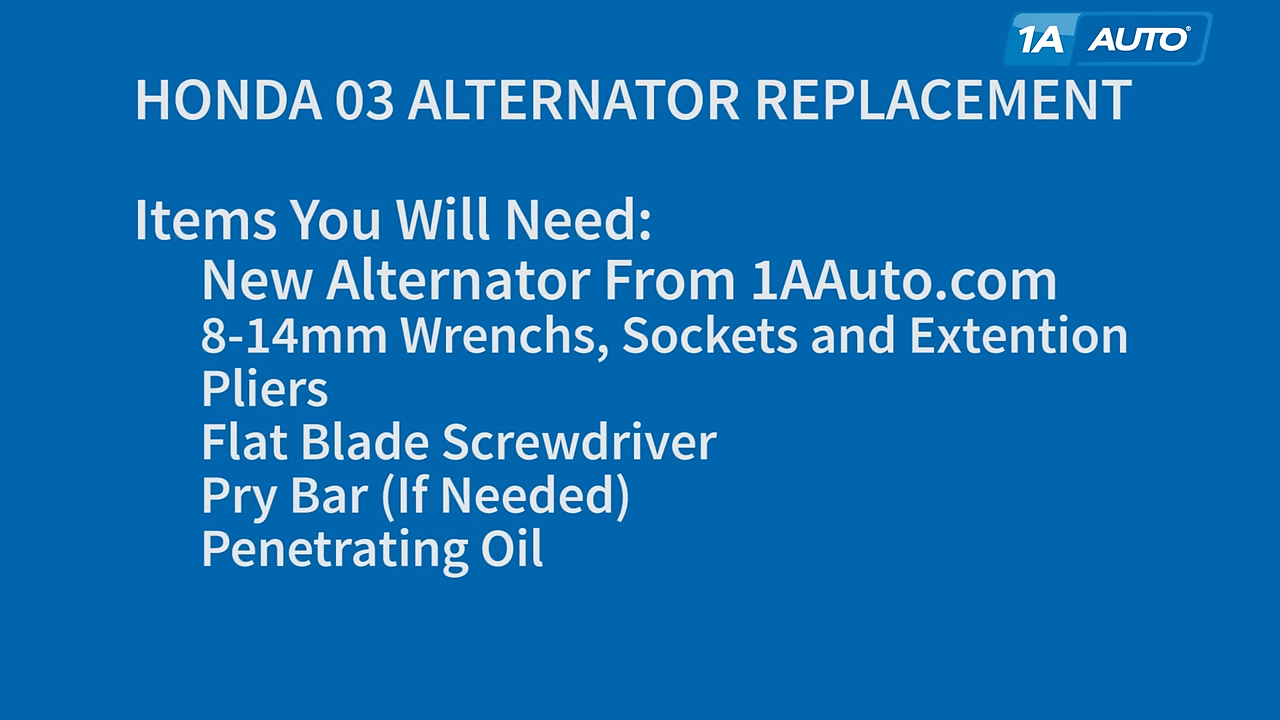 1A AUTO®
HONDA 03 ALTERNATOR REPLACEMENT
Items You Will Need:
New Alternator From 1AAuto.com
8-14mm Wrenchs, Sockets and Extention
Pliers
Flat Blade Screwdriver
Pry Bar (If Needed)
Penetrating Oil